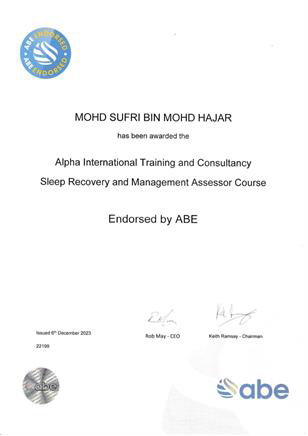 ABE ENDORSED
ABE ENDORSED
MOHD SUFRI BIN MOHD HAJAR
has been awarded the
Alpha International Training and Consultancy
Sleep Recovery and Management Assessor Course
Endorsed by ABE
Issued 6th December 2023
Rob May - CEO
Keith Ramsay - Chairman
22199
abe
abe